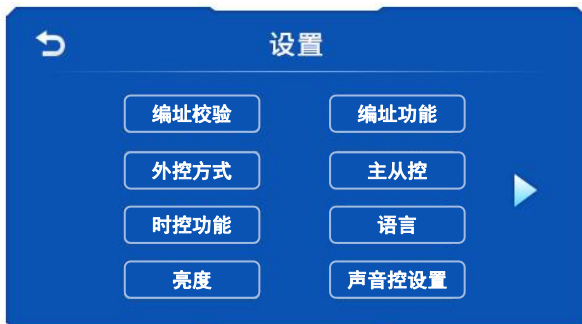 设置
编址校验
编址功能
外控方式
主从控
时控功能
语言
亮度
声音控设置